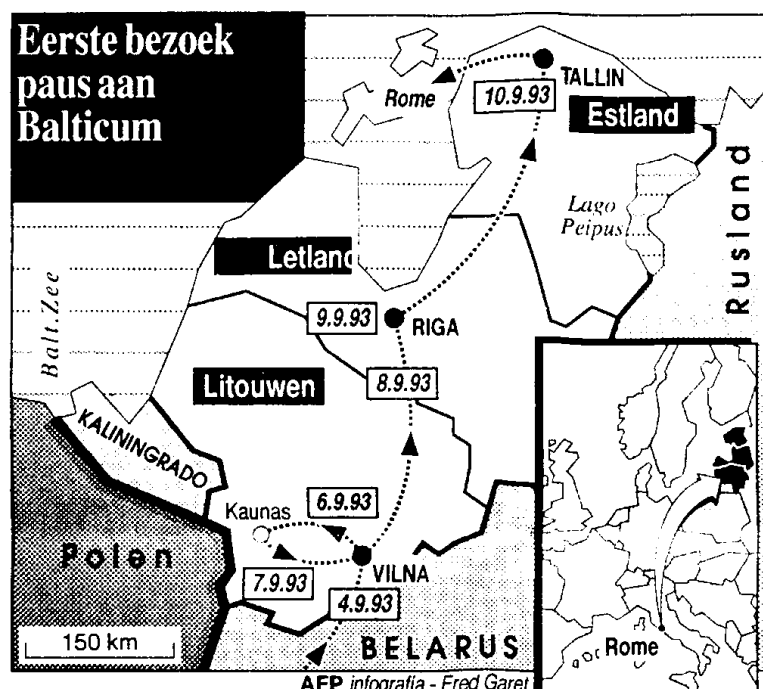 Eerste bezoek
paus aan
Balticum
Rome
10.9.93
TALLIN
Estland
Lago
Peipus
Rusland
Letland
Balt.Zee
9.9.93
RIGA
8.9.93
Litouwen
KALININGRADO
Kaunas
6.9.93
Polen
7.9.93
VILNA
4.9.93
150 km
BELARUS
Rome
AFP infografia - Fred Garet